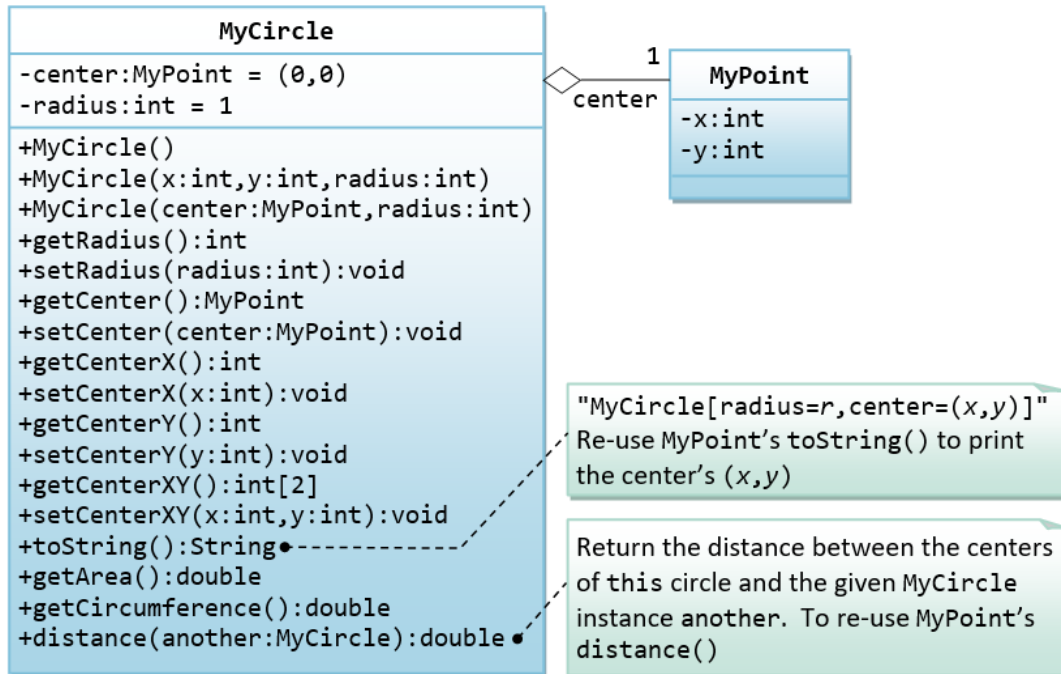 MyCircle
-center:MyPoint = (0,0)
-radius:int = 1
+MyCircle()
+MyCircle(x:int,y:int,radius:int)
+MyCircle(center:MyPoint,radius:int)
+getRadius():int
+setRadius(radius:int):void
+getCenter():MyPoint
+setCenter(center:MyPoint):void
+getCenterX():int
+setCenterX(x:int):void
+getCenterY():int
+setCenterY(y:int):void
+getCenterXY():int[2]
+setCenterXY(x:int,y:int):void
+toString():String
+getArea():double
+getCircumference():double
+distance(another:MyCircle):double
1
center
MyPoint
-x:int
-y:int
"MyCircle[radius=r,center=(x,y)]"
Re-use MyPoint's toString() to print
the center's (x,y)
Return the distance between the centers
of this circle and the given MyCircle
instance another. To re-use MyPoint's
distance()